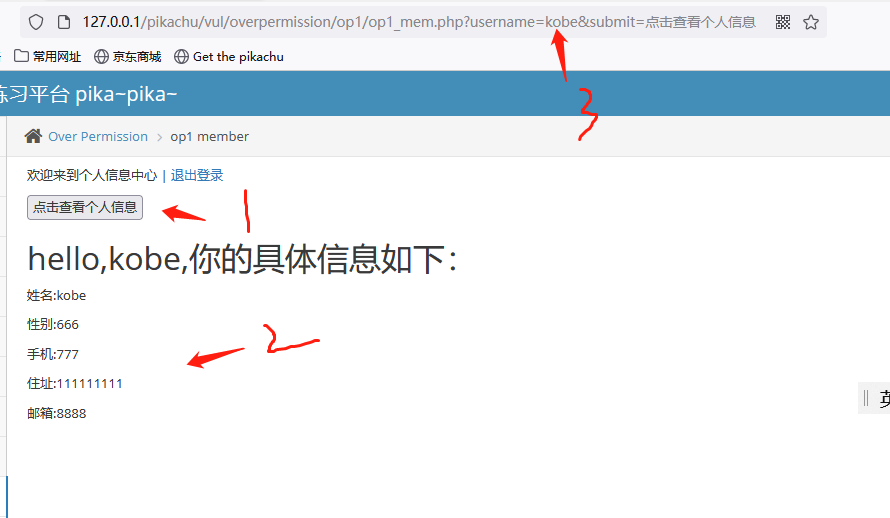 127.0.0.1/pikachu/vul/overpermission/op1/op1_mem.php?username=kobe&submit=点击查看个人信息
常用网址 京东商城 Get the pikachu
练习平台 pika~pika~
Over Permission > op1 member
欢迎来到个人信息中心 | 退出登录
点击查看个人信息
1
3
hello,kobe,你的具体信息如下：
姓名:kobe
性别:666
手机:777
2
住址:111111111
邮箱:8888
英